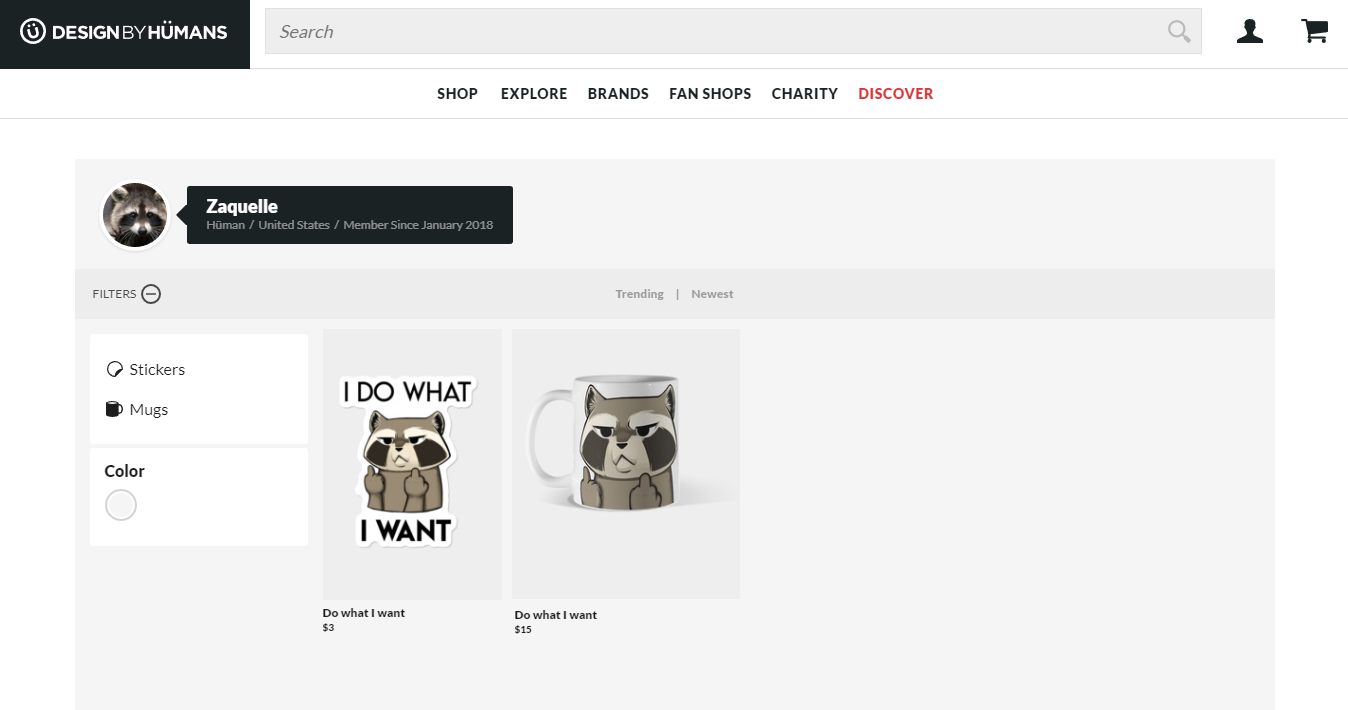 DESIGNBYHÜMANS
Search
SHOP EXPLORE BRANDS FAN SHOPS CHARITY DISCOVER
Zaquelle
Hüman / United States / Member Since January 2018
FILTERS
Trending | Newest
Stickers
Mugs
Color
I DO WHAT
I WANT
Do what I want
$3
Do what I want
$15